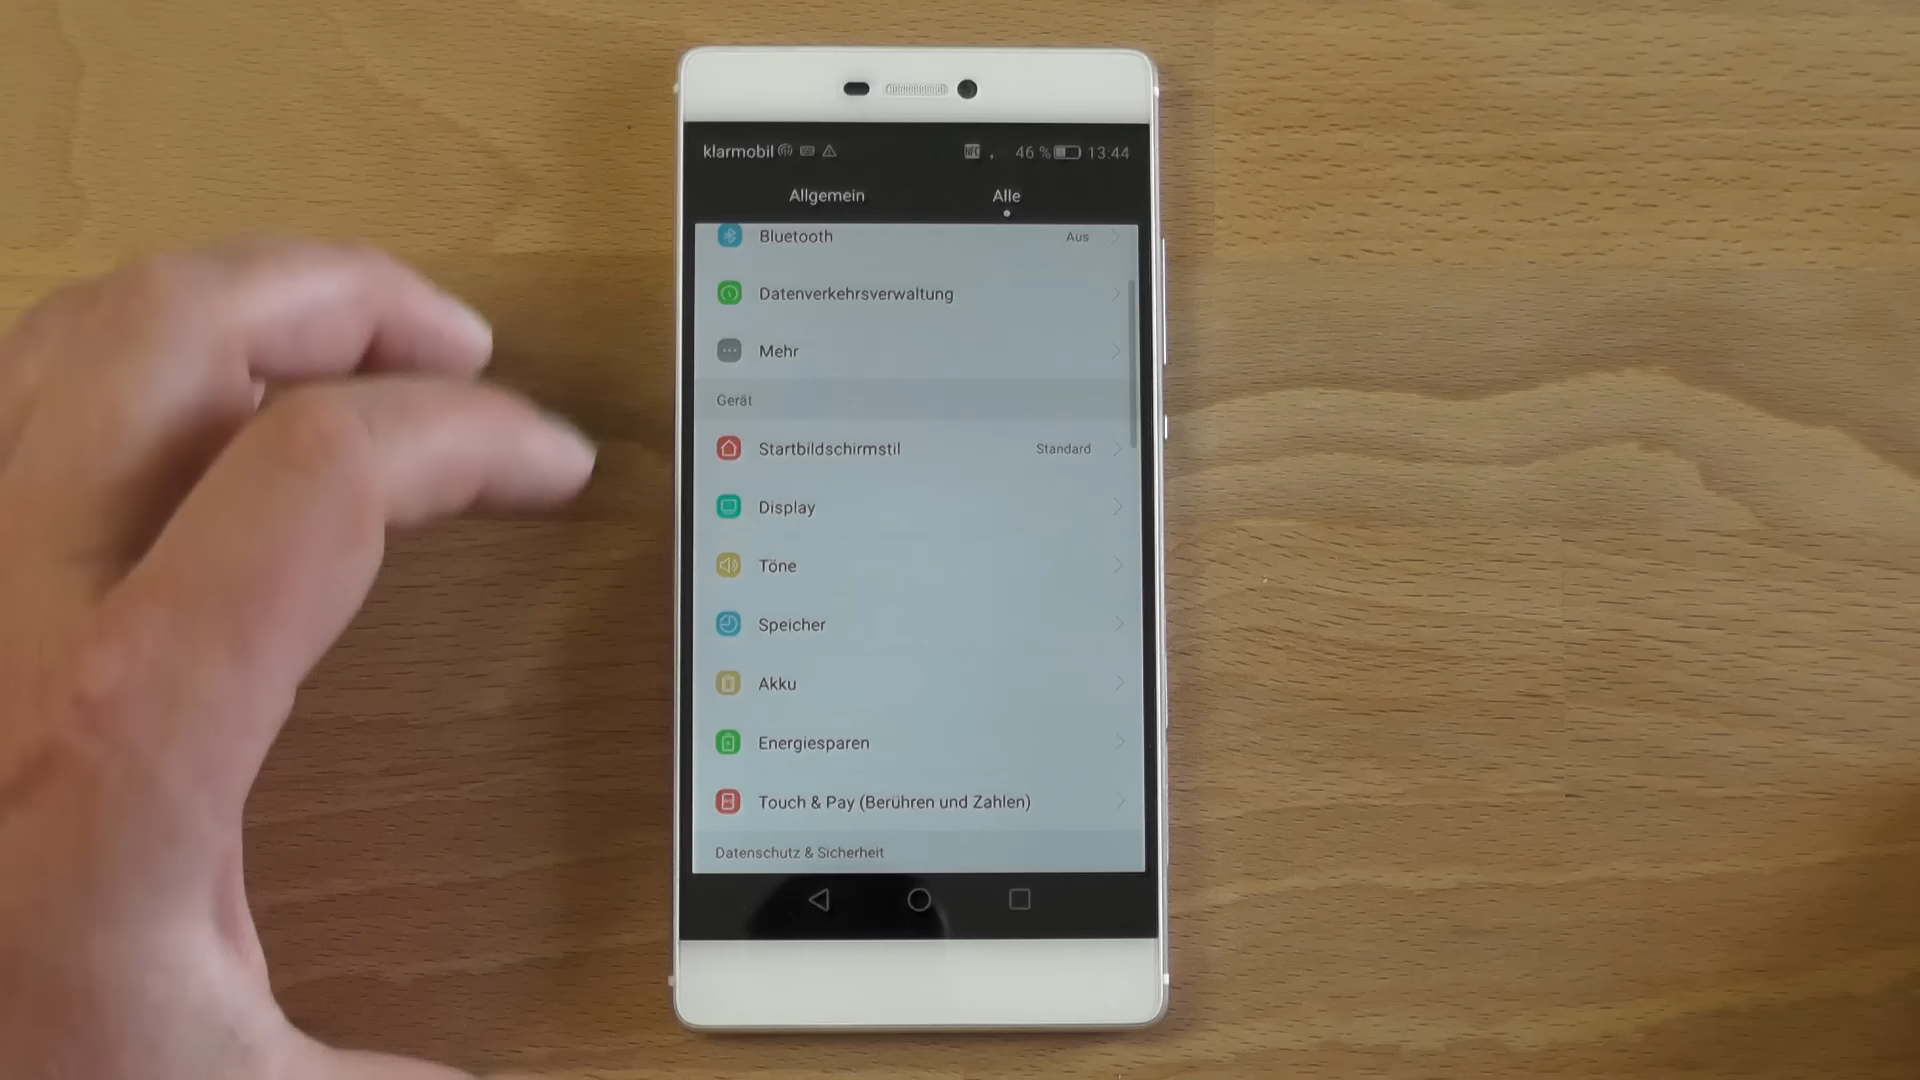 klarmobil NFC 46 % 13:44
Allgemein Alle
Bluetooth Aus
Datenverkehrsverwaltung
Mehr
Gerät
Startbildschirmstil Standard
Display
Töne
Speicher
Akku
Energiesparen
Touch & Pay (Berühren und Zahlen)
Datenschutz & Sicherheit